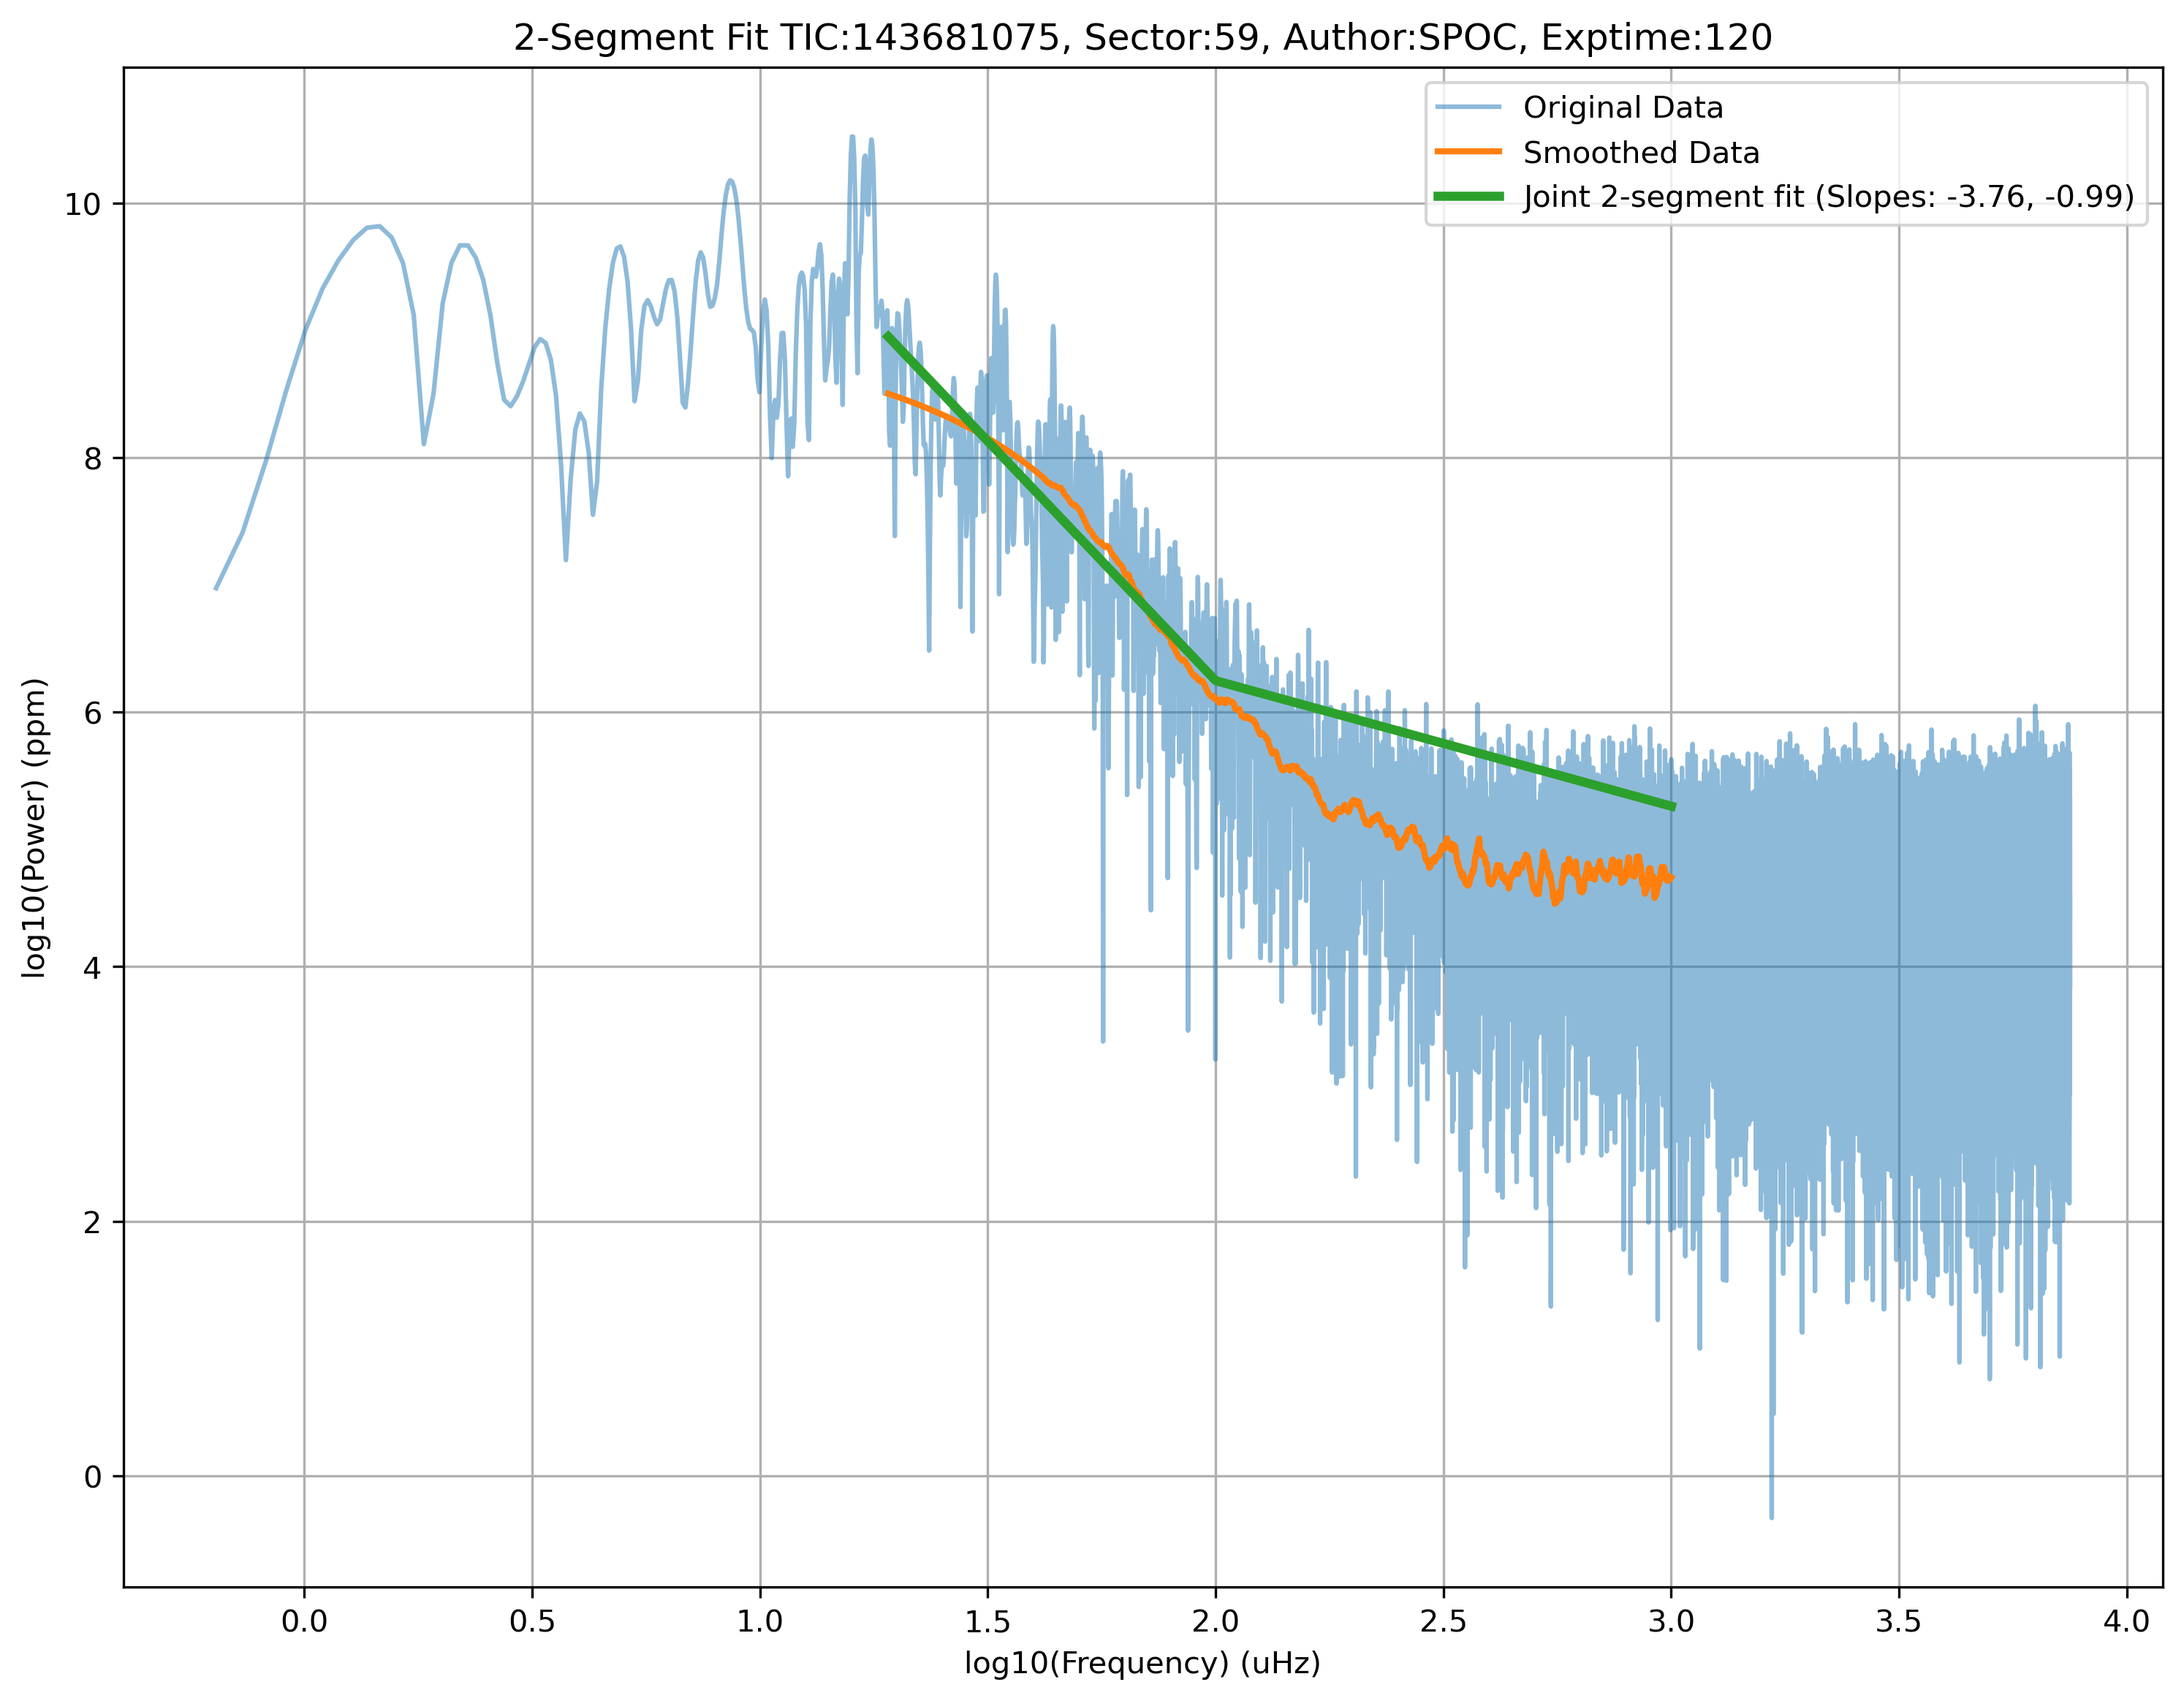 2-Segment Fit TIC:143681075, Sector:59, Author:SPOC, Exptime:120
Original Data
Smoothed Data
Joint 2-segment fit (Slopes: -3.76, -0.99)
log10(Power) (ppm)
10
8
6
4
2
0
0.0 0.5 1.0 1.5 2.0 2.5 3.0 3.5 4.0
log10(Frequency) (uHz)